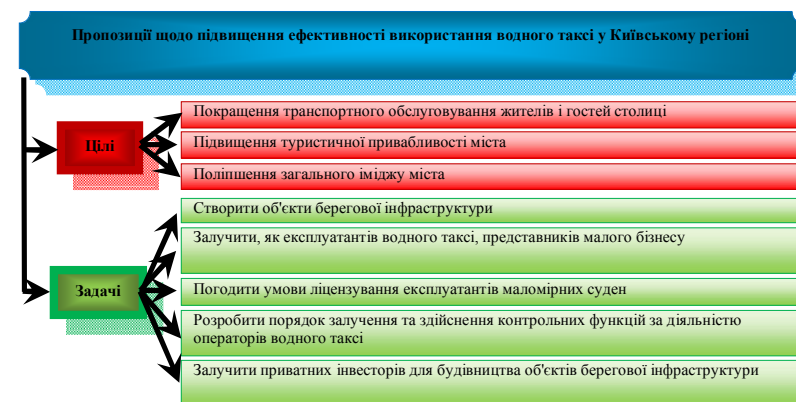 Пропозиції щодо підвищення ефективності використання водного таксі у Київському регіоні
Цілі
Покращення транспортного обслуговування жителів і гостей столиці
Підвищення туристичної привабливості міста
Поліпшення загального іміджу міста
Задачі
Створити об'єкти берегової інфраструктури
Залучити, як експлуатантів водного таксі, представників малого бізнесу
Погодити умови ліцензування експлуатантів маломірних суден
Розробити порядок залучення та здійснення контрольних функцій за діяльністю
операторів водного таксі
Залучити приватних інвесторів для будівництва об'єктів берегової інфраструктури